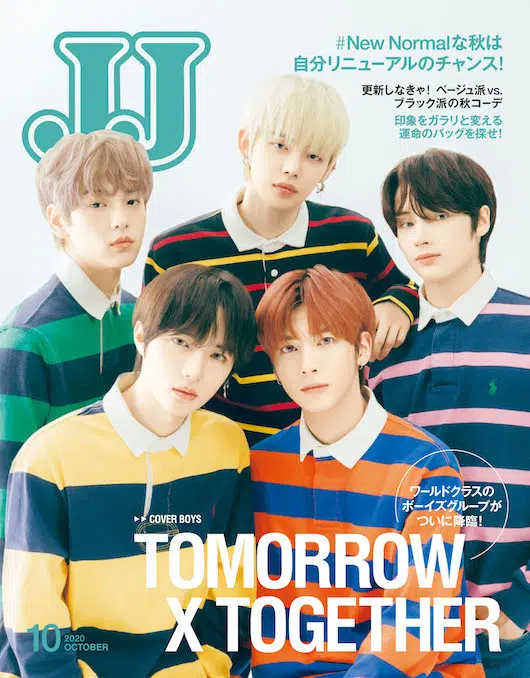 JJ
#New Normalな秋は
自分リニューアルのチャンス!
更新しなきゃ! ベージュ派vs.
ブラック派の秋コーデ
印象をガラリと変える
運命のバッグを探せ!
ワールドクラスの
ボーイズグループが
ついに降臨!
▶▶ COVER BOYS
TOMORROW
X TOGETHER
10 2020
OCTOBER